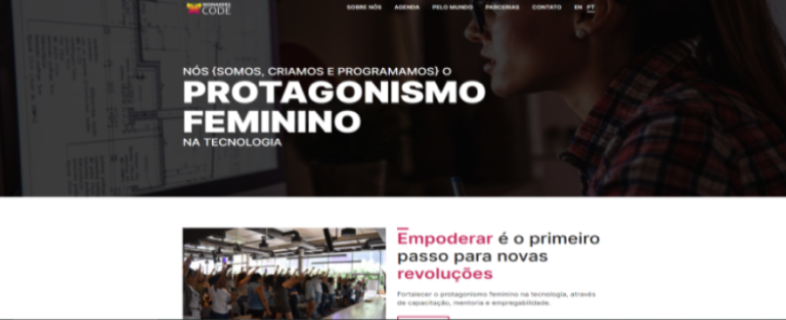 CODE
SOBRE NÓS AGENDA PELO MUNDO PARCERIAS CONTATO EN PT
NÓS {SOMOS, CRIAMOS E PROGRAMAMOS} O
PROTAGONISMO
FEMININO
NA TECNOLOGIA
Empoderar é o primeiro
passo para novas
revoluções
Fortalecer o protagonismo feminino na tecnologia, através
de capacitação, mentoria e empregabilidade.